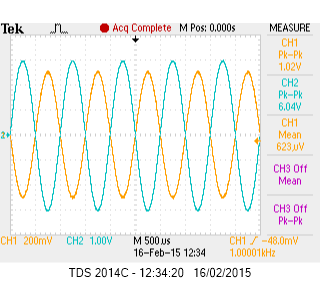 Tek Acq Complete M Pos: 0.000s MEASURE
CH1
Pk-Pk
1.02V
CH2
Pk-Pk
6.04V
CH1
Mean
623uV
CH3 Off
Mean
CH3 Off
Pk-Pk
2
CH1 200mV CH2 1.00V M 500us CH1 / -48.0mV
16-Feb-15 12:34 1.00001kHz
TDS 2014C - 12:34:20 16/02/2015